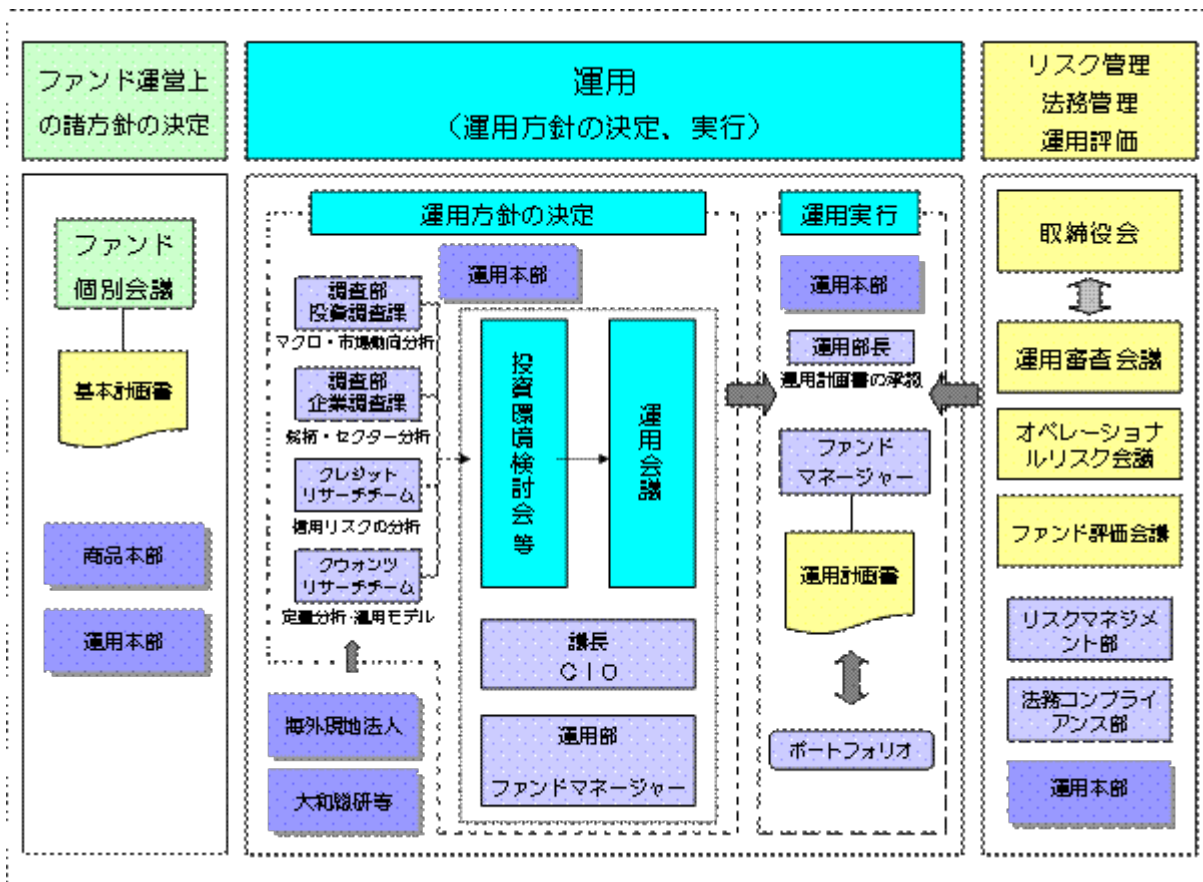 ファンド運営上
の諸方針の決定
運用
（運用方針の決定、実行）
リスク管理
法務管理
運用評価
ファンド
個別会議
基本計画書
商品本部
運用本部
運用方針の決定
運用本部
調査部
投資調査課
マクロ・市場動向分析
調査部
企業調査課
銘柄・セクター分析
クレジット
リサーチチーム
信用リスクの分析
クウォンツ
リサーチチーム
定量分析・運用モデル
海外現地法人
大和総研等
投資環境検討会等
運用会議
議長
ＣＩＯ
運用部
ファンドマネージャー
運用実行
運用本部
運用部長
運用計画書の承認
ファンド
マネージャー
運用計画書
ポートフォリオ
取締役会
運用審査会議
オペレーショナ
ルリスク会議
ファンド評価会議
リスクマネジメ
ント部
法務コンプライ
アンス部
運用本部